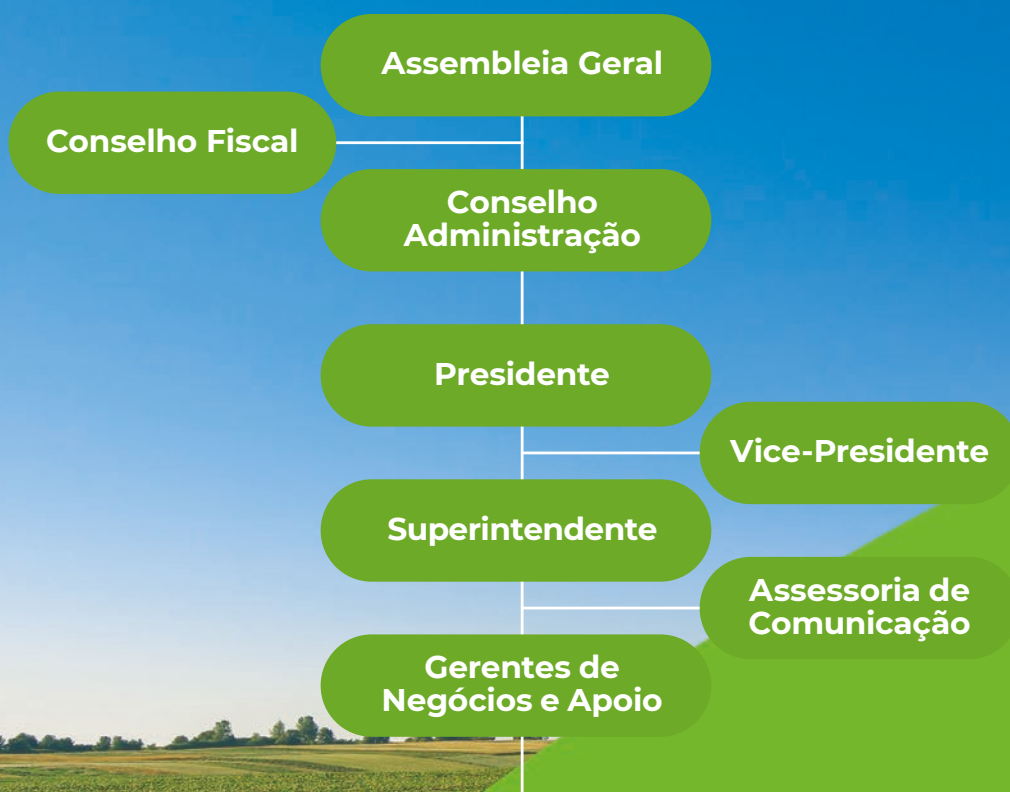 Assembleia Geral
Conselho Fiscal
Conselho
Administração
Presidente
Vice-Presidente
Superintendente
Assessoria de
Comunicação
Gerentes de
Negócios e Apoio